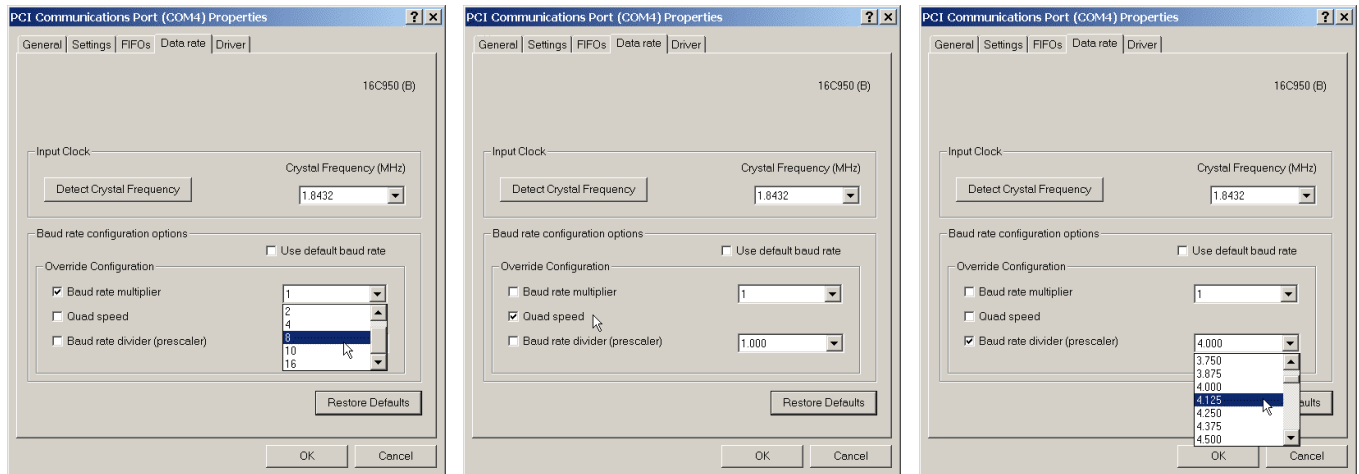 PCI Communications Port (COM4) Properties
General Settings FIFOs Data rate Driver
16C950 (B)
Input Clock
Crystal Frequency (MHz)
Detect Crystal Frequency
1.8432
Baud rate configuration options
Use default baud rate
Override Configuration
Baud rate multiplier 1
2
4
Quad speed
8
Baud rate divider (prescaler)
10
16
Restore Defaults
OK Cancel
PCI Communications Port (COM4) Properties
General Settings FIFOs Data rate Driver
16C950 (B)
Input Clock
Crystal Frequency (MHz)
Detect Crystal Frequency
1.8432
Baud rate configuration options
Use default baud rate
Override Configuration
Baud rate multiplier 1
Quad speed
Baud rate divider (prescaler) 1.000
Restore Defaults
OK Cancel
PCI Communications Port (COM4) Properties
General Settings FIFOs Data rate Driver
16C950 (B)
Input Clock
Crystal Frequency (MHz)
Detect Crystal Frequency
1.8432
Baud rate configuration options
Use default baud rate
Override Configuration
Baud rate multiplier 1
Quad speed
Baud rate divider (prescaler) 4.000
3.750
3.875
4.000
4.125
aults
4.250
4.375
4.500
OK Cancel